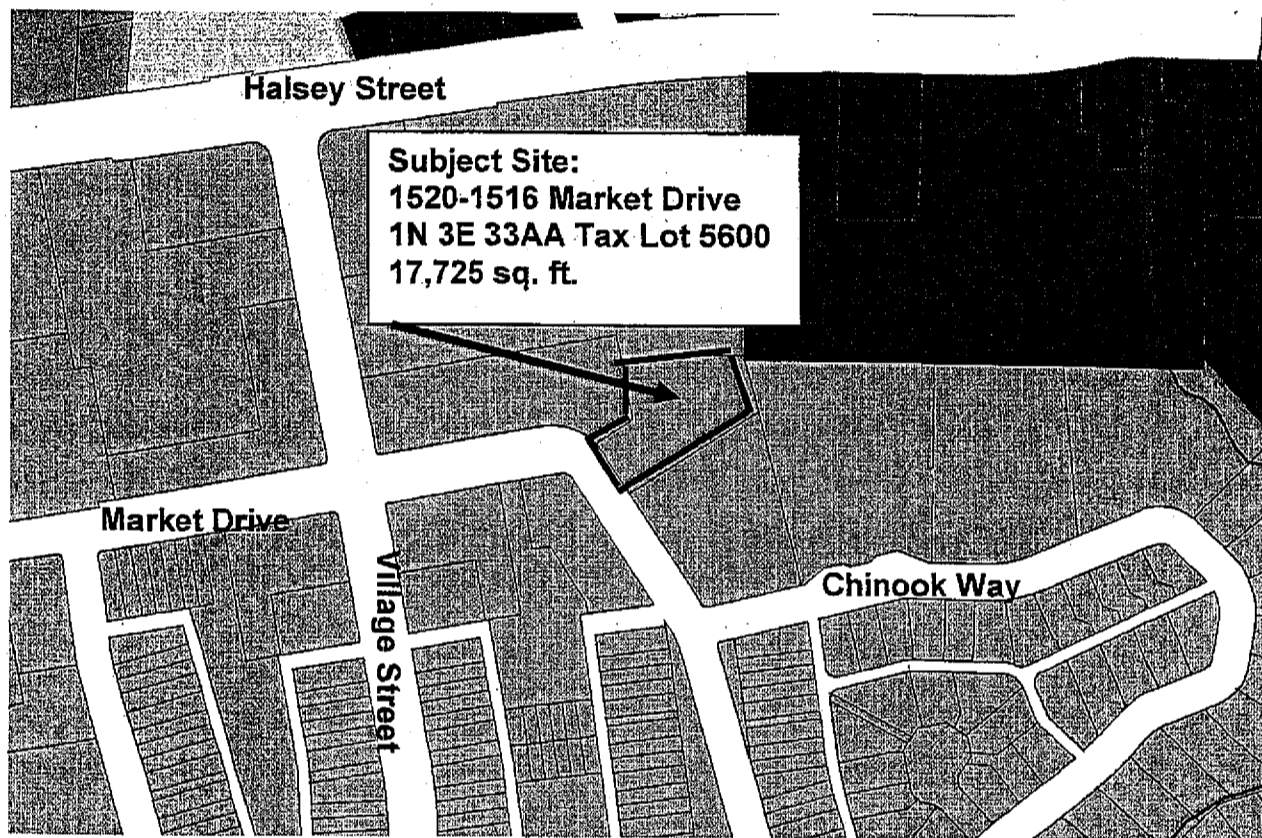 Halsey Street
Subject Site:
1520-1516 Market Drive
1N 3E 33AA Tax Lot 5600
17,725 sq. ft.
Market Drive
Village Street
Chinook Way